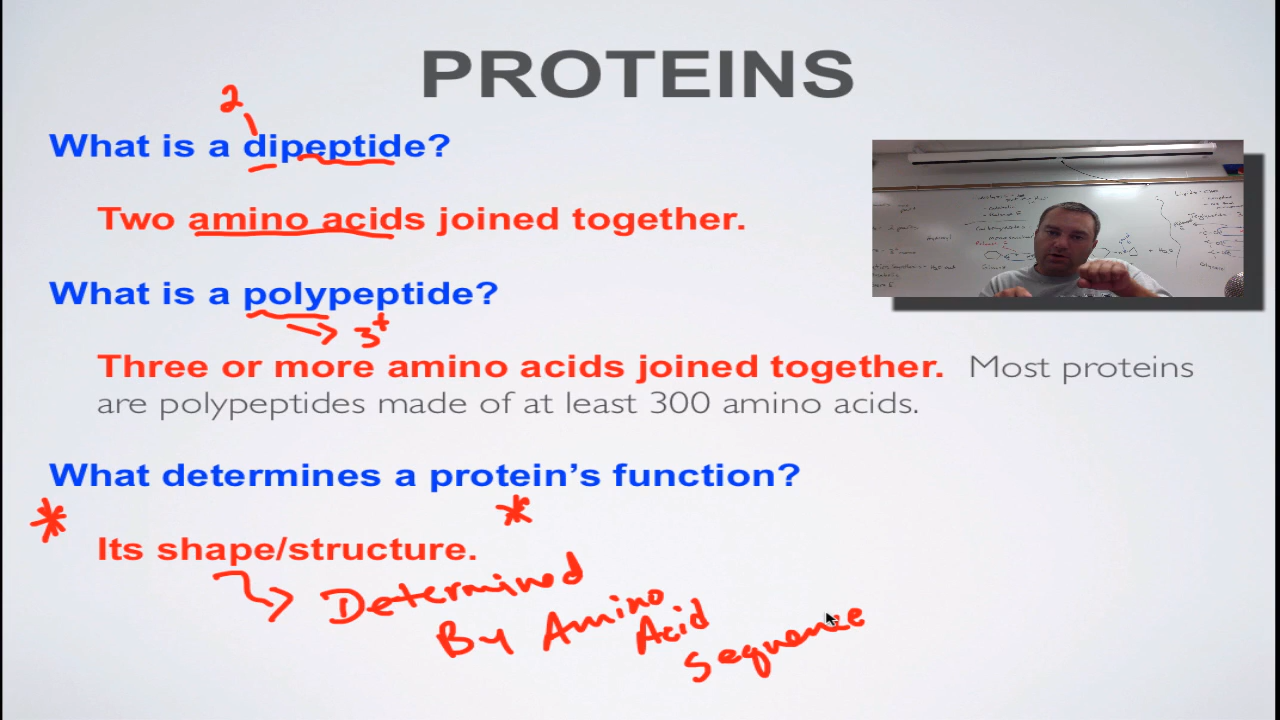 PROTEINS
2
What is a dipeptide?
Two amino acids joined together.
What is a polypeptide?
3+
Three or more amino acids joined together. Most proteins
are polypeptides made of at least 300 amino acids.
What determines a protein's function?
* *
Its shape/structure.
Determined
By Amino
Acid
Sequence